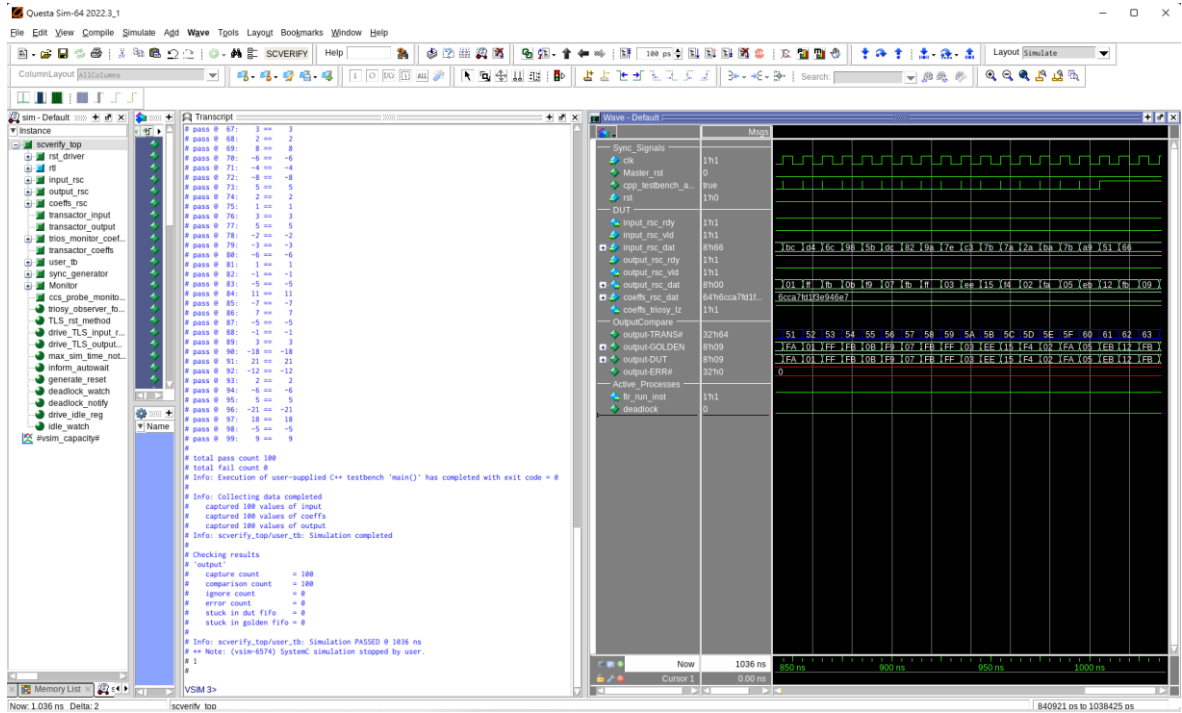 Questa Sim-64 2022.3_1
File Edit View Compile Simulate Add Wave Tools Layout Bookmarks Window Help
SCVERIFY Help 100 ps Layout Simulate
ColumnLayout AllColumns Search:
sim - Default
Instance
scverify_top
rst_driver
rtl
input_rsc
output_rsc
coeffs_rsc
transactor_input
transactor_output
trios_monitor_coef...
transactor_coeffs
user_tb
sync_generator
Monitor
ccs_probe_monito...
triosy_observer_fo...
TLS_rst_method
drive_TLS_input_r...
drive_TLS_output...
max_sim_time_not...
inform_autowait
generate_reset
deadlock_watch
deadlock_notify
drive_idle_reg
idle_watch
#vsim_capacity#
Name
Memory List
Transcript
# pass @ 67: 3 == 3
# pass @ 68: 2 == 2
# pass @ 69: 8 == 8
# pass @ 70: -6 == -6
# pass @ 71: -4 == -4
# pass @ 72: -8 == -8
# pass @ 73: 5 == 5
# pass @ 74: 2 == 2
# pass @ 75: 1 == 1
# pass @ 76: 3 == 3
# pass @ 77: 5 == 5
# pass @ 78: -2 == -2
# pass @ 79: -3 == -3
# pass @ 80: -6 == -6
# pass @ 81: 1 == 1
# pass @ 82: -1 == -1
# pass @ 83: -5 == -5
# pass @ 84: 11 == 11
# pass @ 85: -7 == -7
# pass @ 86: 7 == 7
# pass @ 87: -5 == -5
# pass @ 88: -1 == -1
# pass @ 89: 3 == 3
# pass @ 90: -18 == -18
# pass @ 91: 21 == 21
# pass @ 92: -12 == -12
# pass @ 93: 2 == 2
# pass @ 94: -6 == -6
# pass @ 95: 5 == 5
# pass @ 96: -21 == -21
# pass @ 97: 18 == 18
# pass @ 98: -5 == -5
# pass @ 99: 9 == 9
#
# total pass count 100
# total fail count 0
# Info: Execution of user-supplied C++ testbench 'main()' has completed with exit code = 0
#
# Info: Collecting data completed
# captured 100 values of input
# captured 100 values of coeffs
# captured 100 values of output
# Info: scverify_top/user_tb: Simulation completed
#
# Checking results
# 'output'
# capture count = 100
# comparison count = 100
# ignore count = 0
# error count = 0
# stuck in dut fifo = 0
# stuck in golden fifo = 0
#
# Info: scverify_top/user_tb: Simulation PASSED @ 1036 ns
# ** Note: (vsim-6574) SystemC simulation stopped by user.
# 1
#
VSIM 3>
Wave - Default
Msgs
Sync_Signals
clk 1'h1
Master_rst 0
cpp_testbench_a... true
rst 1'h0
DUT
input_rsc_rdy 1'h1
input_rsc_vld 1'h1
input_rsc_dat 8'h66 bc d4 6c 98 5b dc 82 9a 7e c3 7b 7a 2a ba 7b a9 51 66
output_rsc_rdy 1'h1
output_rsc_vld 1'h1
output_rsc_dat 8'h00 01 ff fb 0b f9 07 fb ff 03 ee 15 f4 02 fa 05 eb 12 fb 09
coeffs_rsc_dat 64'h6cca7fd1f... 6cca7fd1f3e946e7
coeffs_triosy_lz 1'h1
OutputCompare
output-TRANS# 32'h64 51 52 53 54 55 56 57 58 59 5A 5B 5C 5D 5E 5F 60 61 62 63
output-GOLDEN 8'h09 FA 01 FF FB 0B F9 07 FB FF 03 EE 15 F4 02 FA 05 EB 12 FB
output-DUT 8'h09 FA 01 FF FB 0B F9 07 FB FF 03 EE 15 F4 02 FA 05 EB 12 FB
output-ERR# 32'h0 0
Active_Processes
fir_run_inst 1'h1
deadlock 0
Now 1036 ns 850 ns 900 ns 950 ns 1000 ns
Cursor 1 0.00 ns
Now: 1,036 ns Delta: 2 scverify_top 840921 ps to 1038425 ps